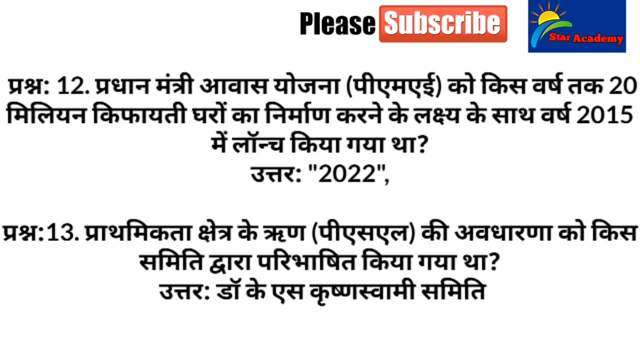 Please Subscribe
Star Academy
प्रश्न: 12. प्रधान मंत्री आवास योजना (पीएमएई) को किस वर्ष तक 20
मिलियन किफायती घरों का निर्माण करने के लक्ष्य के साथ वर्ष 2015
में लॉन्च किया गया था?
उत्तर: "2022",
प्रश्न:13. प्राथमिकता क्षेत्र के ऋण (पीएसएल) की अवधारणा को किस
समिति द्वारा परिभाषित किया गया था?
उत्तर: डॉ के एस कृष्णस्वामी समिति